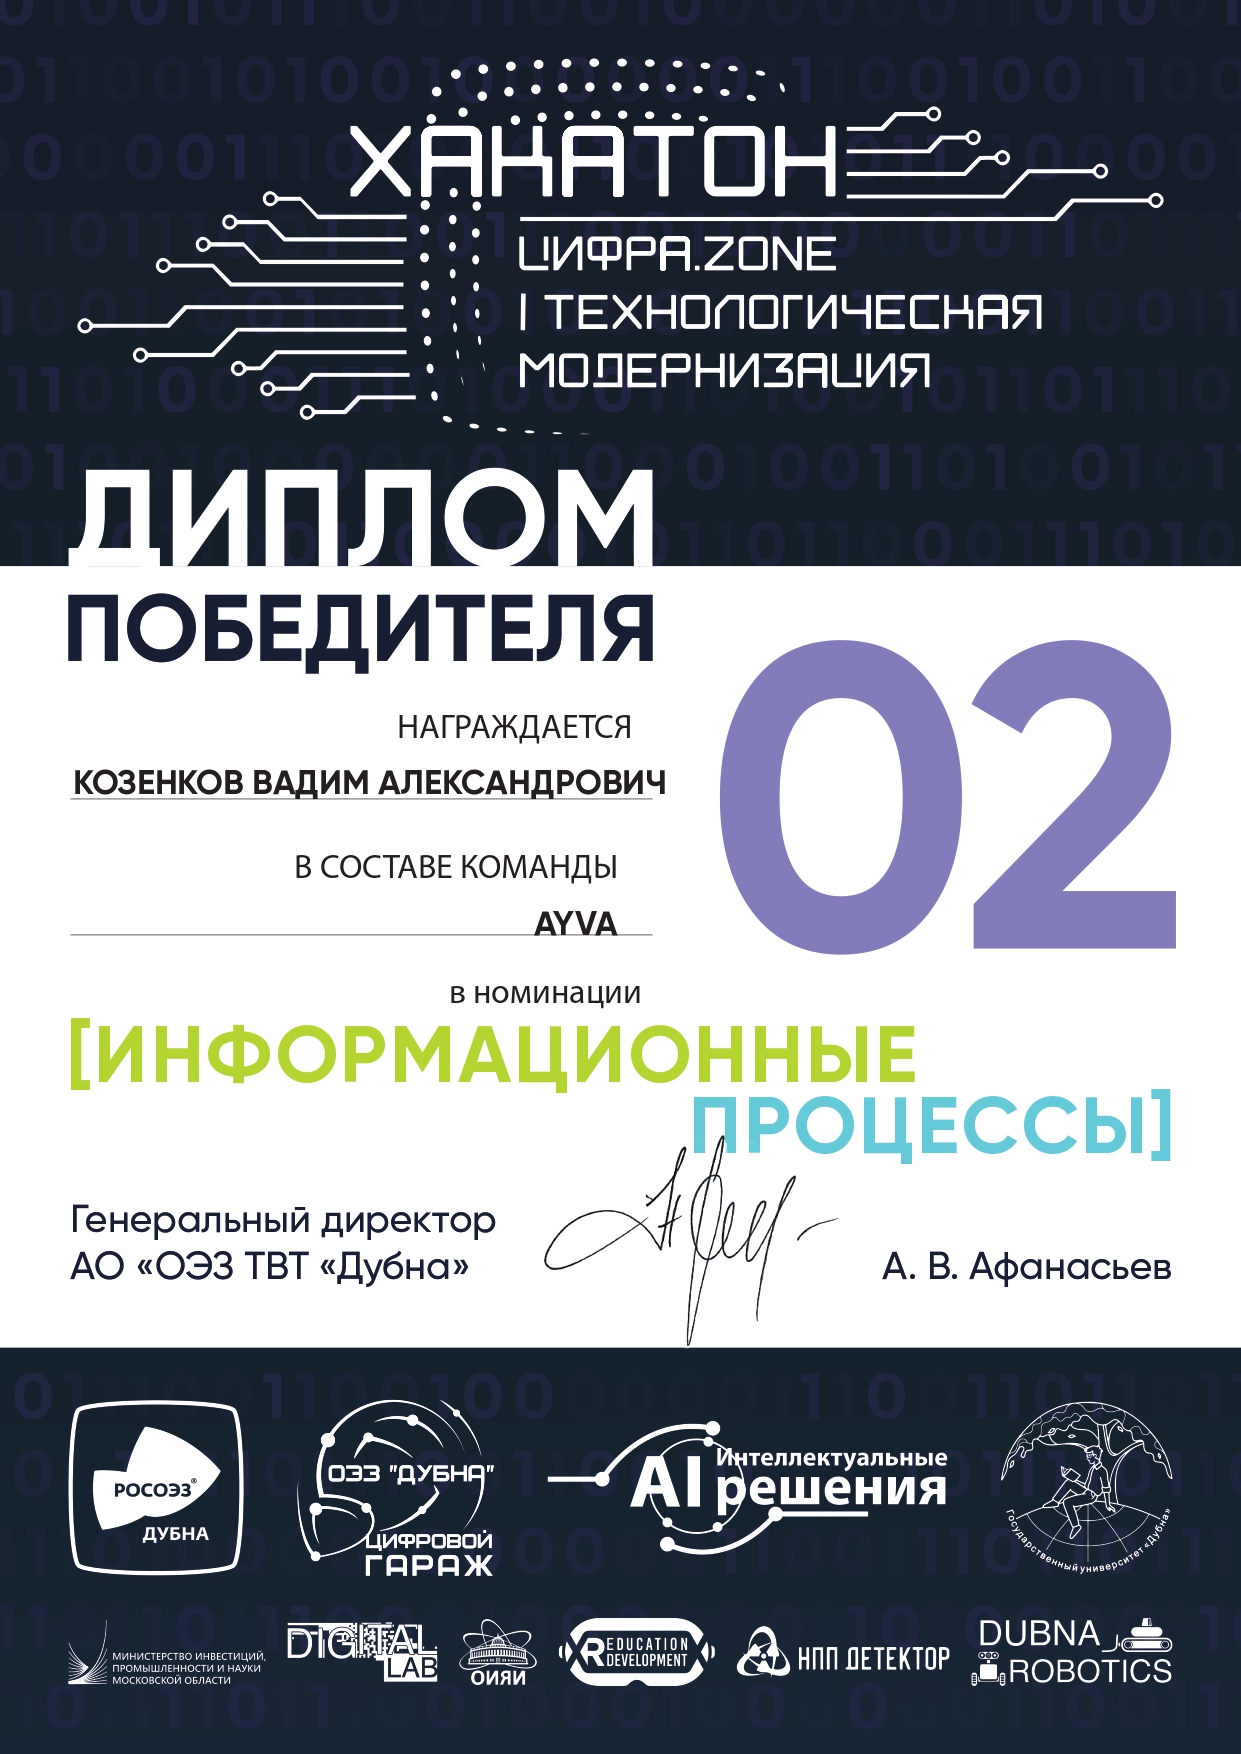 ХАКАТОН
ЦИФРА.ZONE
I ТЕХНОЛОГИЧЕСКАЯ
МОДЕРНИЗАЦИЯ
ДИПЛОМ
ПОБЕДИТЕЛЯ
02
НАГРАЖДАЕТСЯ
КОЗЕНКОВ ВАДИМ АЛЕКСАНДРОВИЧ
В СОСТАВЕ КОМАНДЫ
AYVA
в номинации
[ИНФОРМАЦИОННЫЕ
ПРОЦЕССЫ]
Генеральный директор
АО «ОЭЗ ТВТ «Дубна»
А. В. Афанасьев
РОСОЭЗ®
ДУБНА
ОЭЗ "ДУБНА"
ЦИФРОВОЙ
ГАРАЖ
AI Интеллектуальные
решения
Государственный университет «Дубна»
МИНИСТЕРСТВО ИНВЕСТИЦИЙ,
ПРОМЫШЛЕННОСТИ И НАУКИ
МОСКОВСКОЙ ОБЛАСТИ
DIGITAL
LAB
ОИЯИ
XR EDUCATION
DEVELOPMENT
НПП ДЕТЕКТОР
DUBNA
ROBOTICS